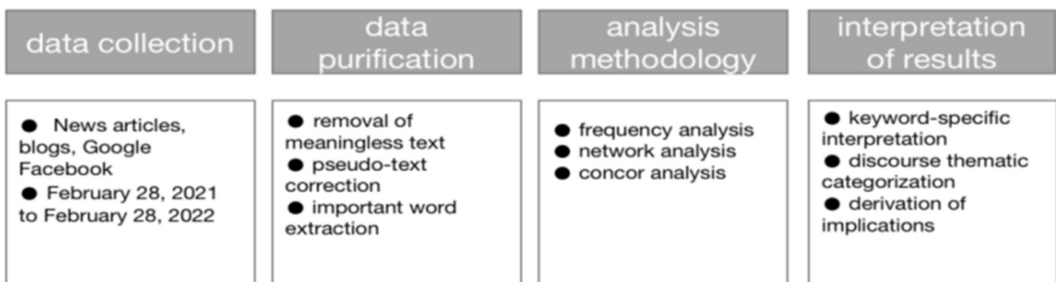 data collection
● News articles,
blogs, Google
Facebook
● February 28, 2021
to February 28, 2022
data
purification
● removal of
meaningless text
● pseudo-text
correction
● important word
extraction
analysis
methodology
● frequency analysis
● network analysis
● concor analysis
interpretation
of results
● keyword-specific
interpretation
● discourse thematic
categorization
● derivation of
implications